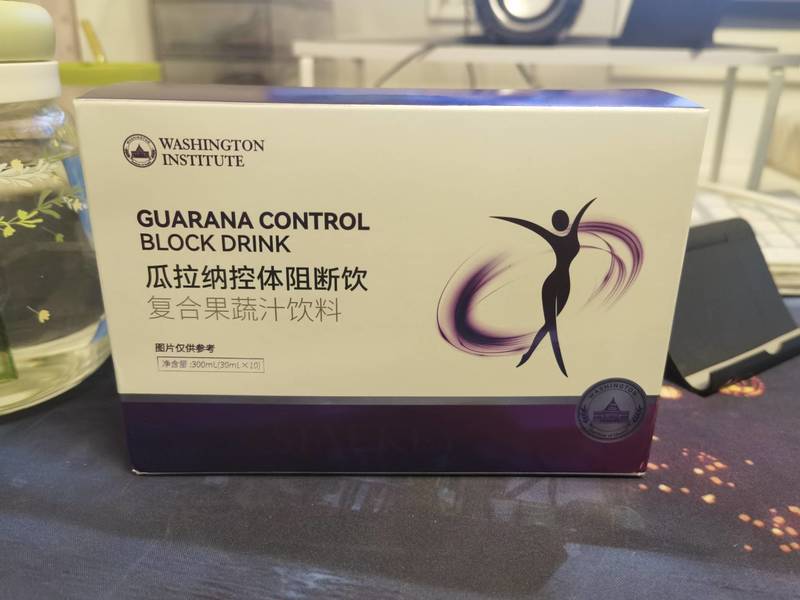 WASHINGTON
INSTITUTE
GUARANA CONTROL
BLOCK DRINK
瓜拉纳控体阻断饮
复合果蔬汁饮料
图片仅供参考
净含量:300mL(30mL×10)
WASHINGTON